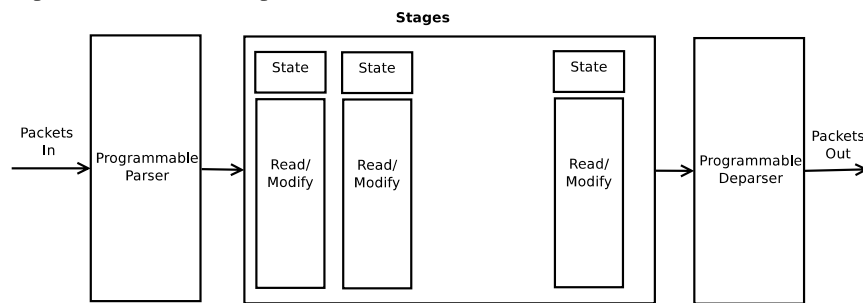 Stages
State
State
State
Packets
In
Programmable
Parser
Read/
Modify
Read/
Modify
Read/
Modify
Programmable
Deparser
Packets
Out